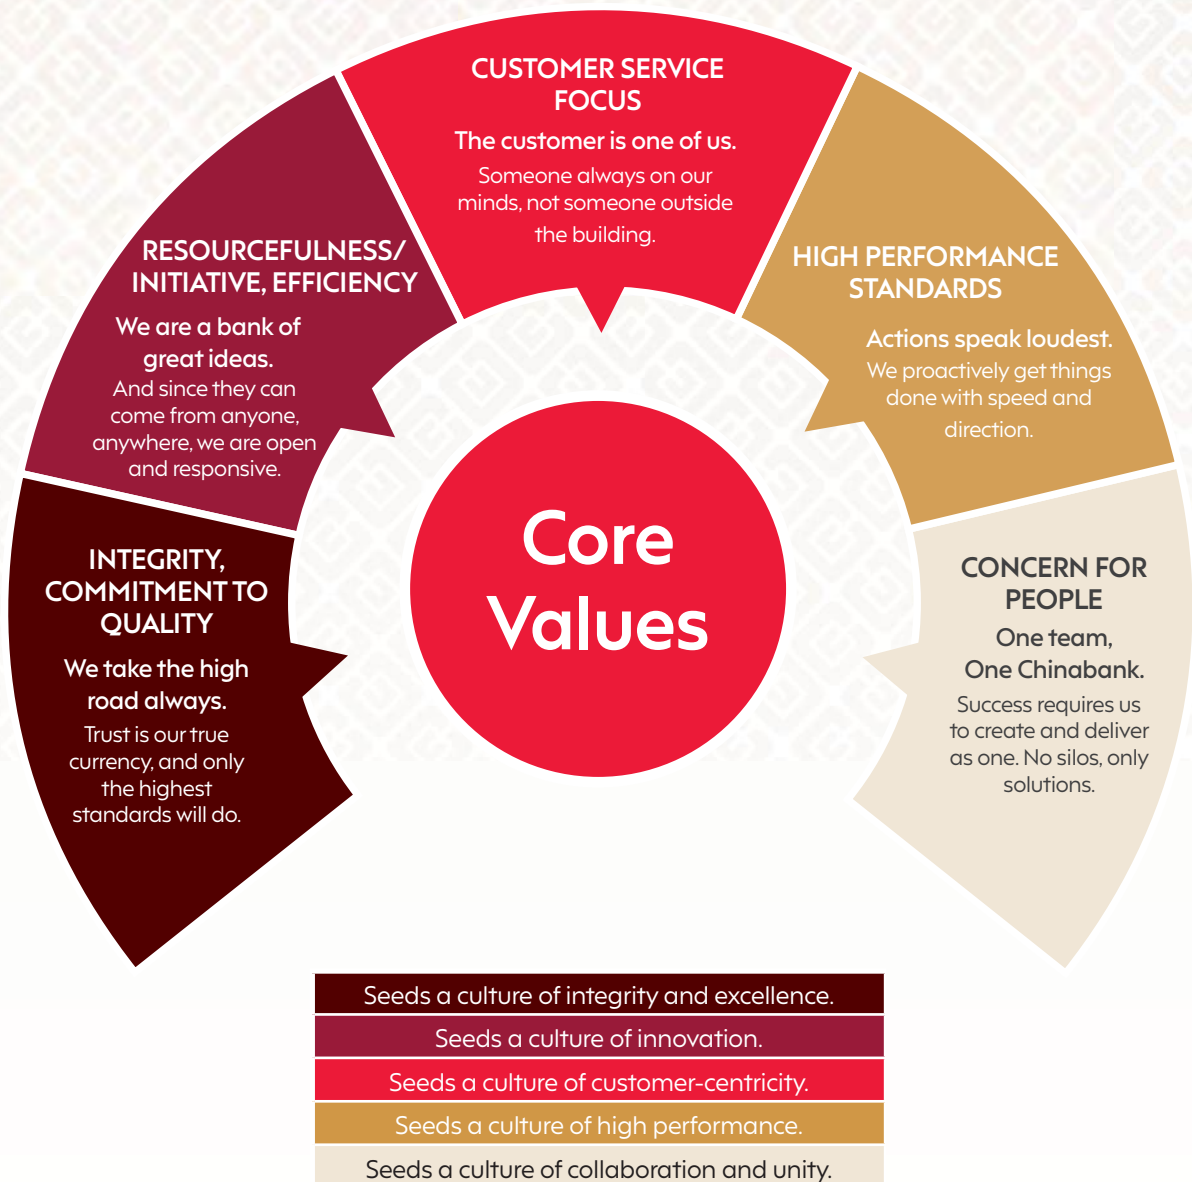 CUSTOMER SERVICE
FOCUS
The customer is one of us.
Someone always on our
minds, not someone outside
the building.
RESOURCEFULNESS/
INITIATIVE, EFFICIENCY
We are a bank of
great ideas.
And since they can
come from anyone,
anywhere, we are open
and responsive.
HIGH PERFORMANCE
STANDARDS
Actions speak loudest.
We proactively get things
done with speed and
direction.
INTEGRITY,
COMMITMENT TO
QUALITY
We take the high
road always.
Trust is our true
currency, and only
the highest
standards will do.
Core
Values
CONCERN FOR
PEOPLE
One team,
One Chinabank.
Success requires us
to create and deliver
as one. No silos, only
solutions.
Seeds a culture of integrity and excellence.
Seeds a culture of innovation.
Seeds a culture of customer-centricity.
Seeds a culture of high performance.
Seeds a culture of collaboration and unity.